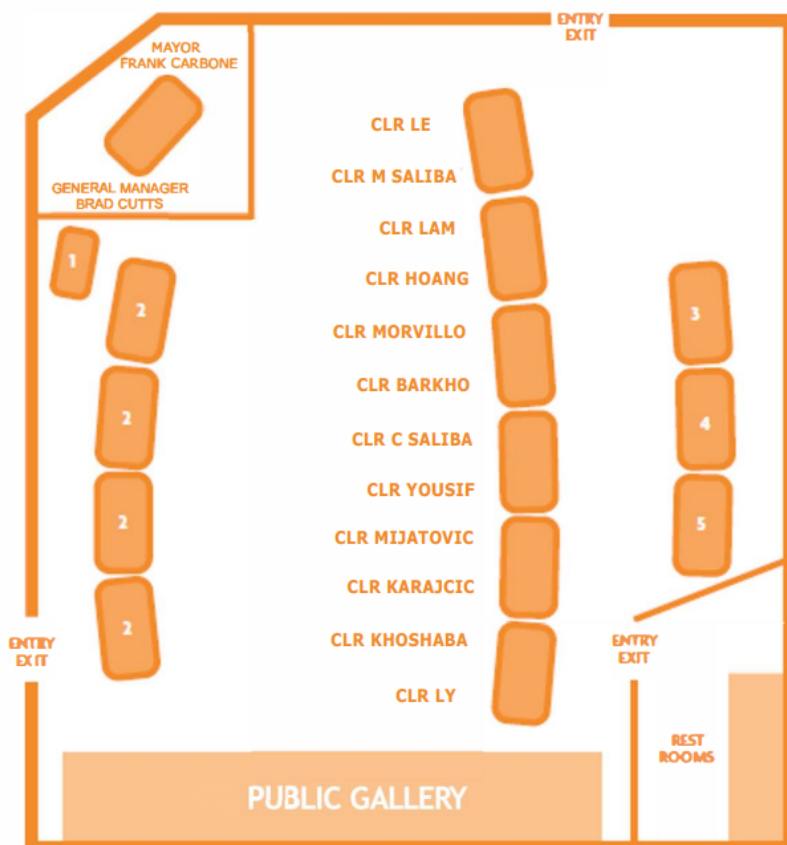 ENTRY
EXIT
MAYOR
FRANK CARBONE
GENERAL MANAGER
BRAD CUTTS
CLR LE
CLR M SALIBA
CLR LAM
CLR HOANG
CLR MORVILLO
CLR BARKHO
CLR C SALIBA
CLR YOUSIF
CLR MIJATOVIC
CLR KARAJCIC
CLR KHOSHABA
CLR LY
1
2
2
2
2
3
4
5
ENTRY
EXIT
ENTRY
EXIT
REST
ROOMS
PUBLIC GALLERY